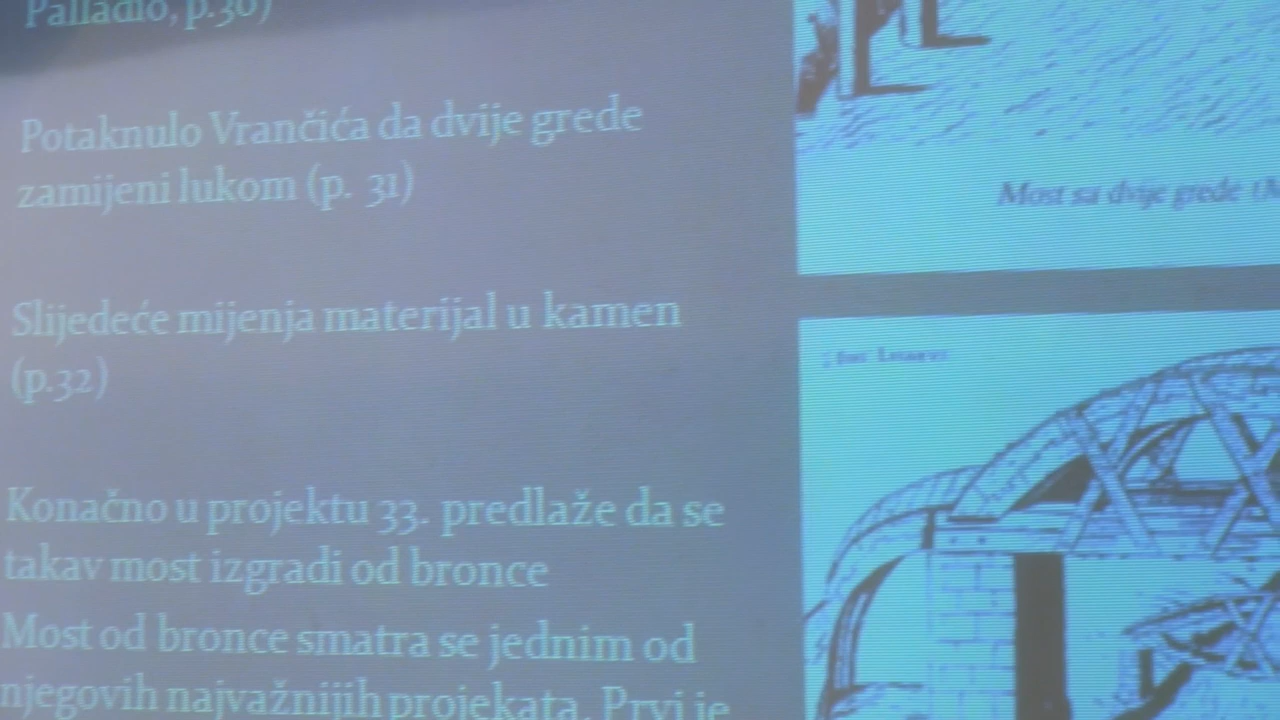 Palladio, p.30)
Potaknulo Vrančića da dvije grede
zamijeni lukom (p. 31)
Slijedeće mijenja materijal u kamen
(p.32)
Konačno u projektu 33. predlaže da se
takav most izgradi od bronce
Most od bronce smatra se jednim od
njegovih najvažnijih projekata. Prvi je
Most sa dvije grede